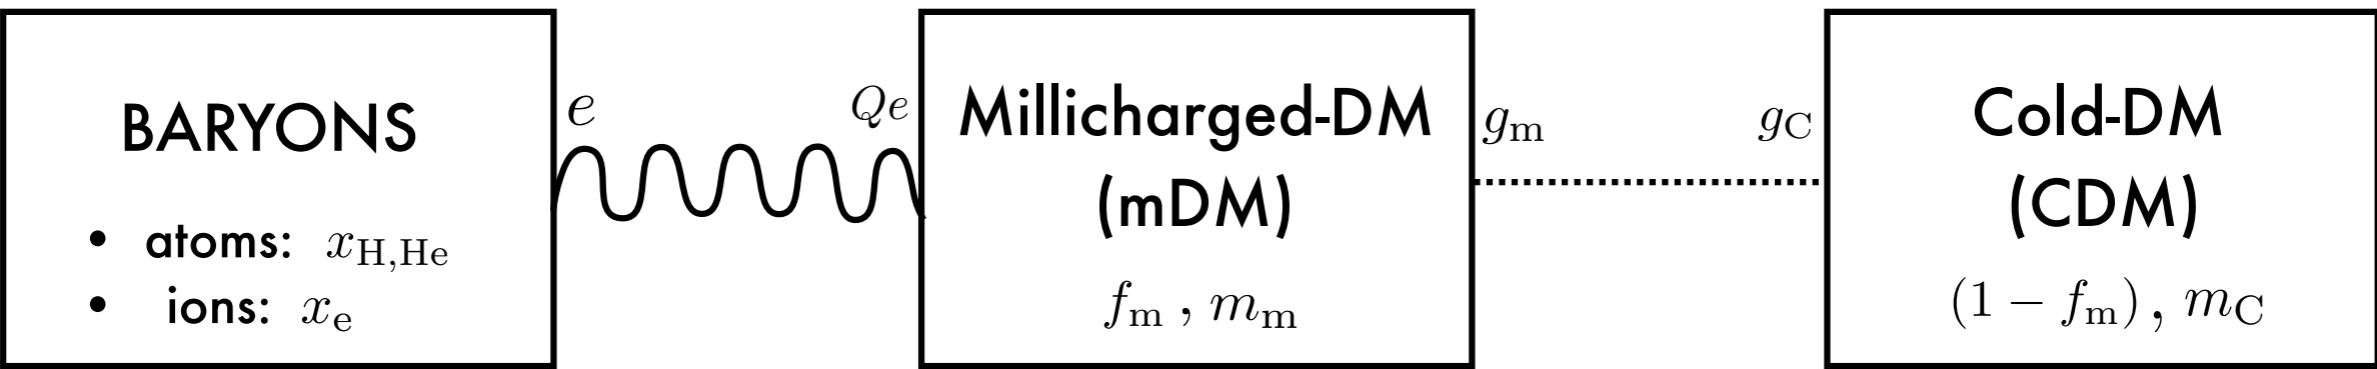 BARYONS
• atoms: x_H,He
• ions: x_e
e
Qe
Millicharged-DM
(mDM)
f_m , m_m
g_m
g_C
Cold-DM
(CDM)
(1 − f_m) , m_C